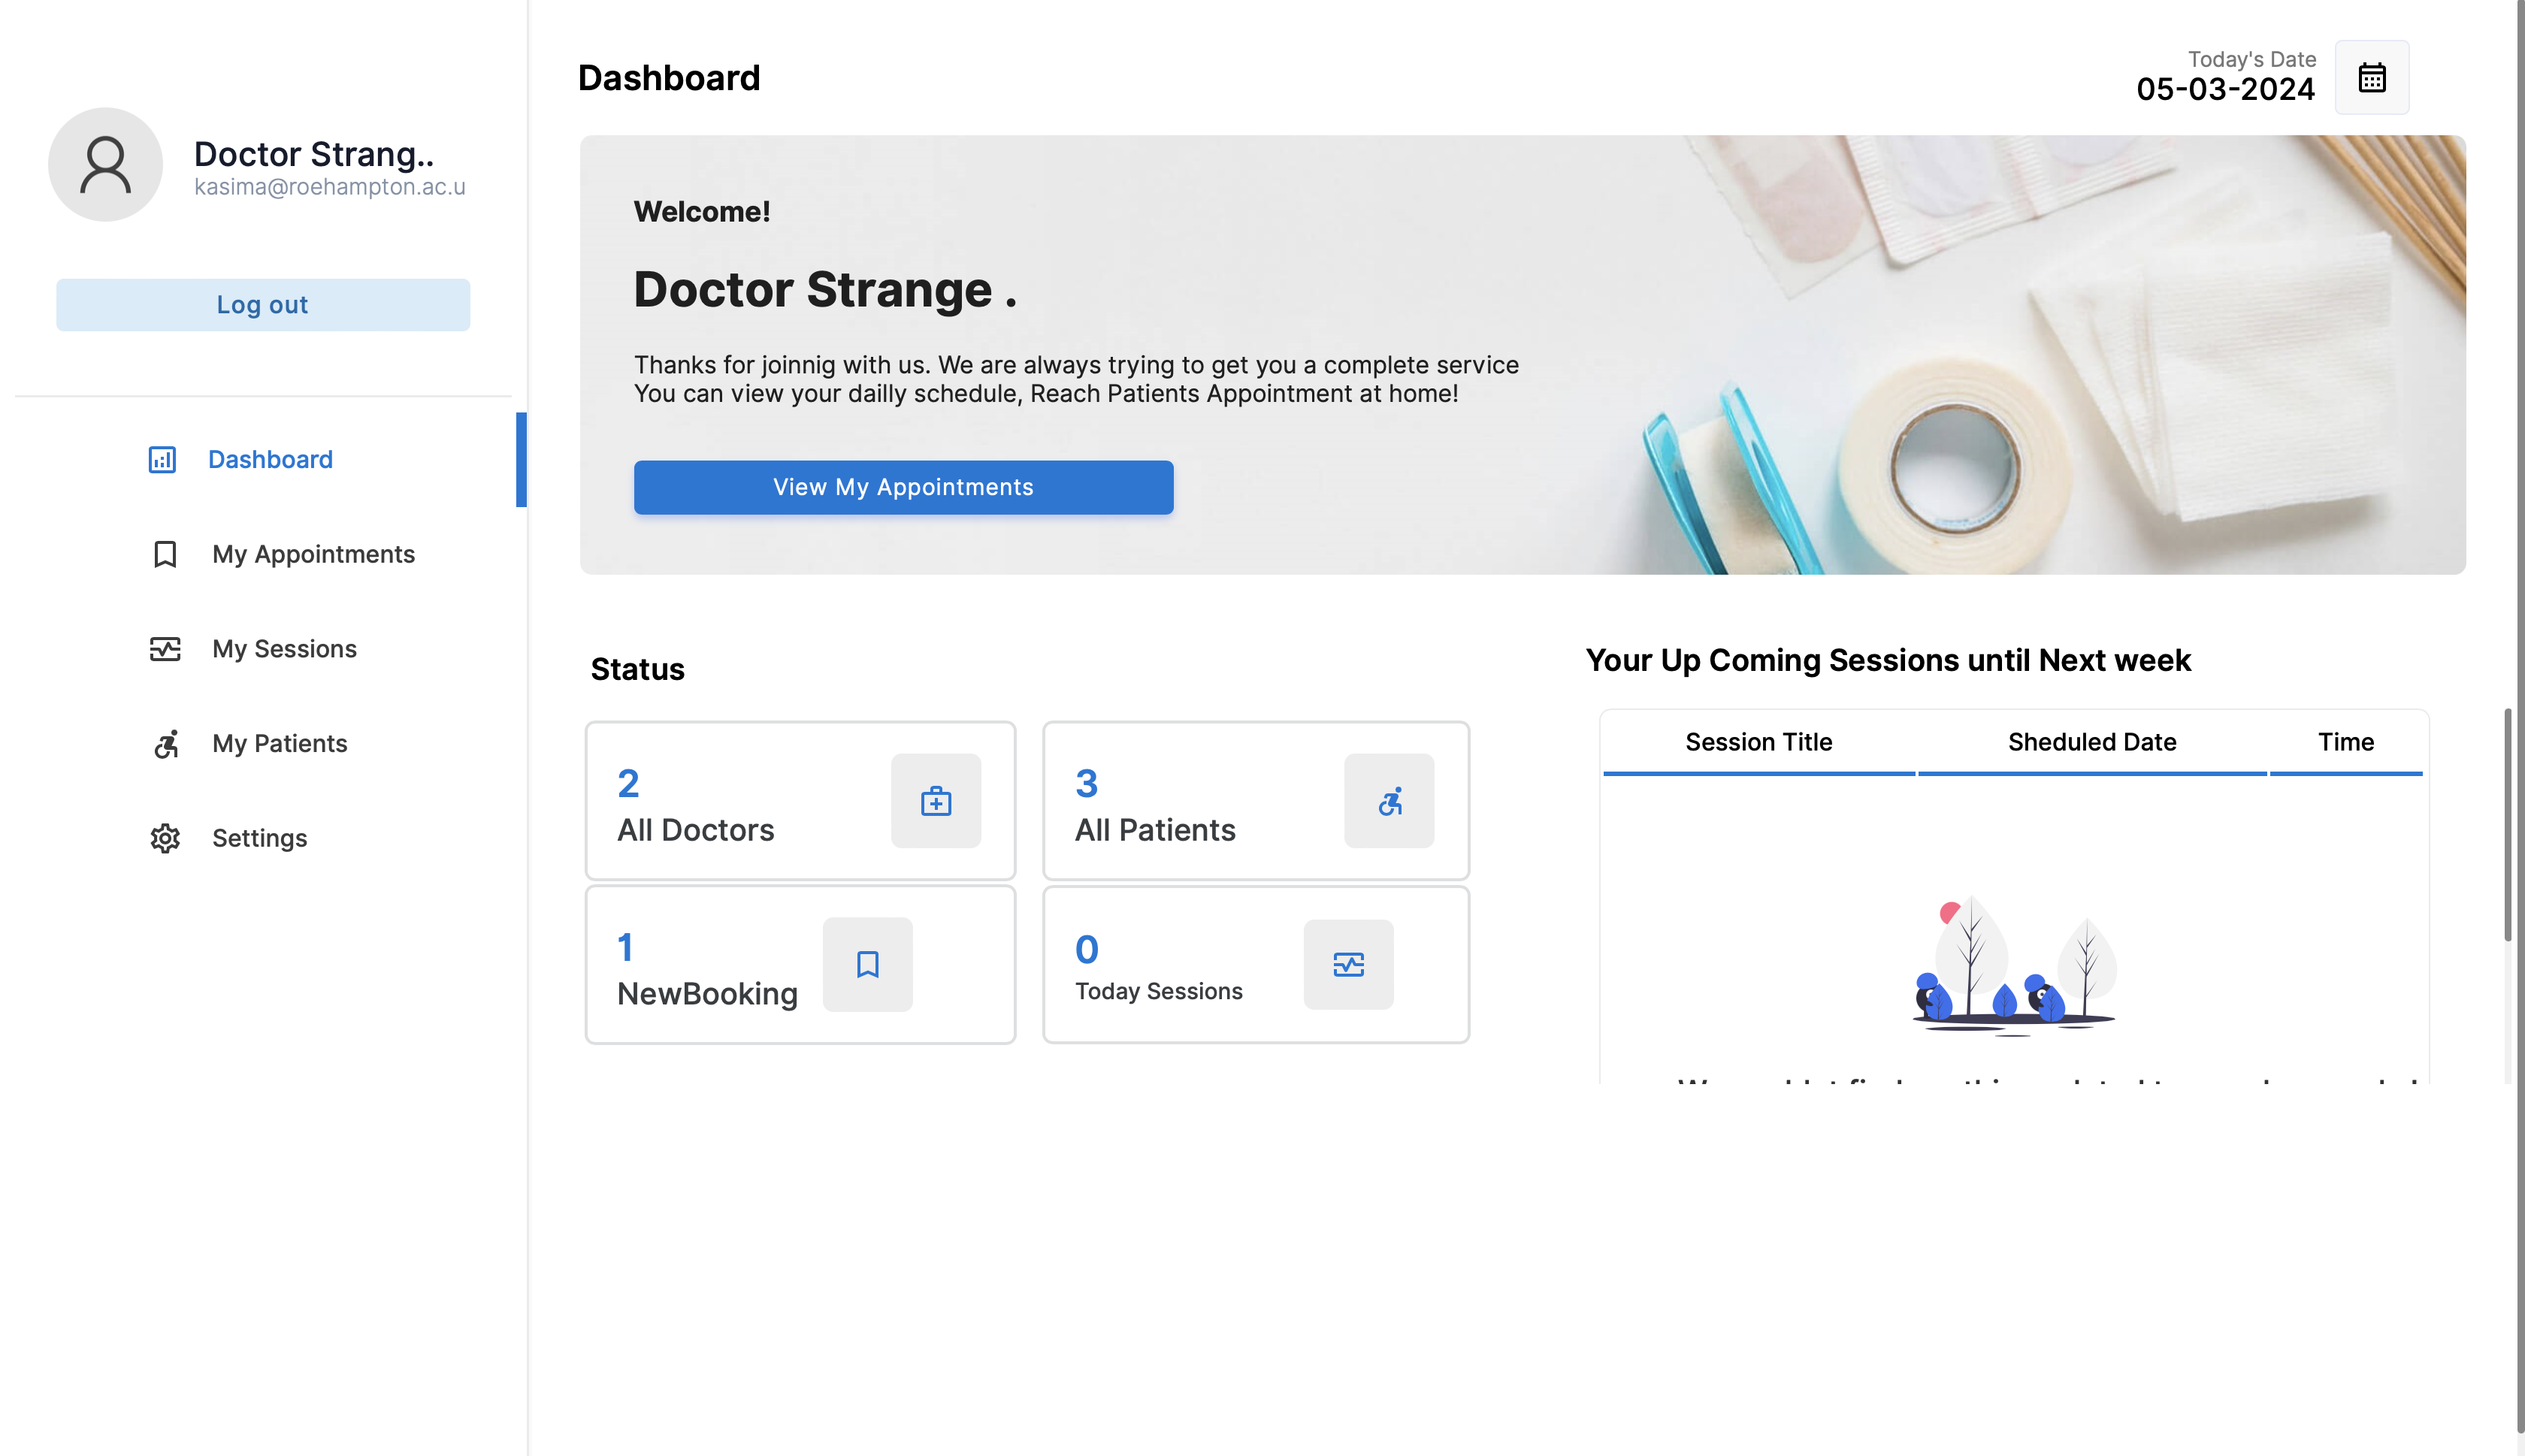 Doctor Strang..
kasima@roehampton.ac.u
Log out
Dashboard
My Appointments
My Sessions
My Patients
Settings
Dashboard
Today's Date
05-03-2024
Welcome!
Doctor Strange .
Thanks for joinnig with us. We are always trying to get you a complete service
You can view your dailly schedule, Reach Patients Appointment at home!
View My Appointments
Status
2
All Doctors
3
All Patients
1
NewBooking
0
Today Sessions
Your Up Coming Sessions until Next week
Session Title Sheduled Date Time